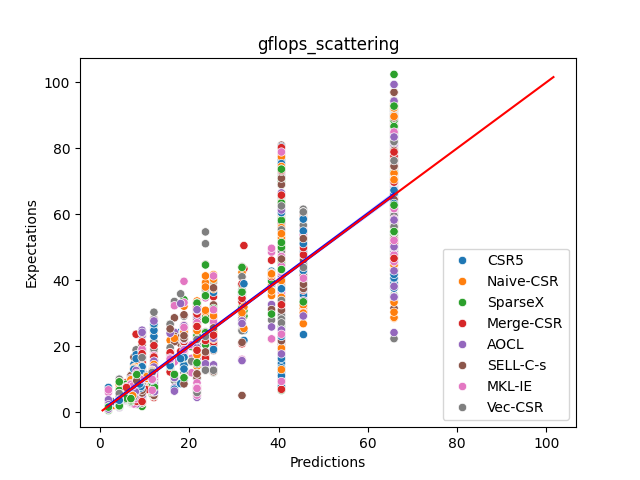 gflops_scattering
Expectations
100
80
60
40
20
0
CSR5
Naive-CSR
SparseX
Merge-CSR
AOCL
SELL-C-s
MKL-IE
Vec-CSR
0 20 40 60 80 100
Predictions